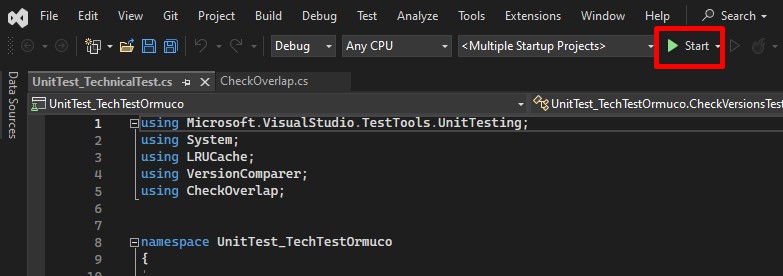 File Edit View Git Project Build Debug Test Analyze Tools Extensions Window Help Search
Debug Any CPU <Multiple Startup Projects> Start
Data Sources
UnitTest_TechnicalTest.cs CheckOverlap.cs
UnitTest_TechTestOrmuco UnitTest_TechTestOrmuco.CheckVersionsTest
1 using Microsoft.VisualStudio.TestTools.UnitTesting;
2 using System;
3 using LRUCache;
4 using VersionComparer;
5 using CheckOverlap;
6
7
8 namespace UnitTest_TechTestOrmuco
9 {
10